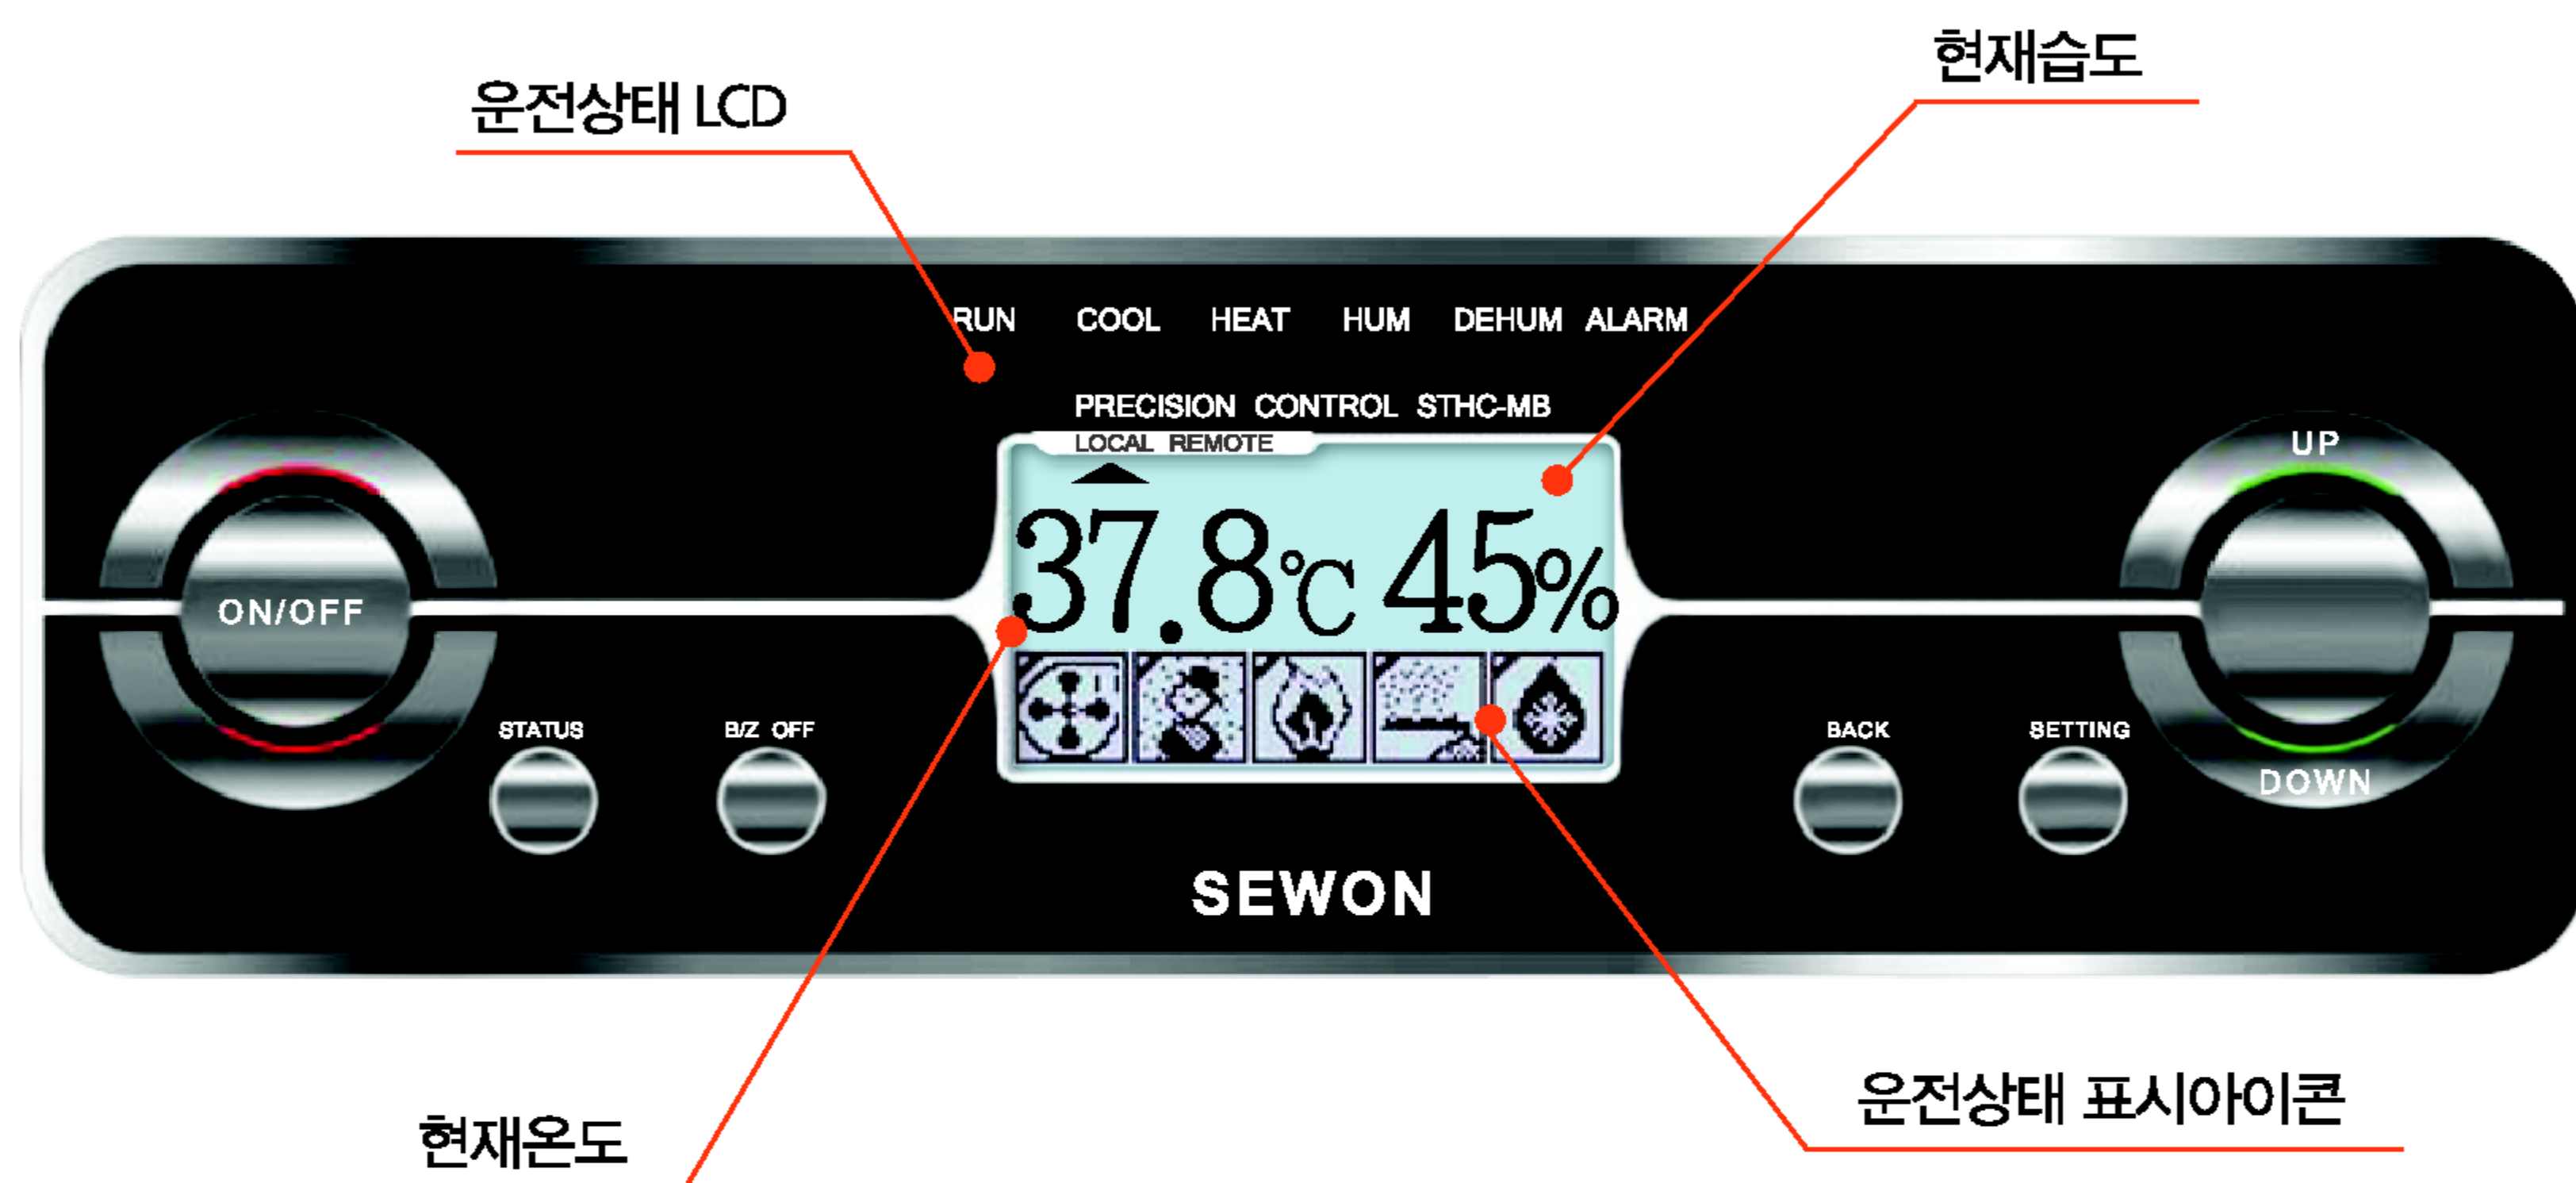 현재습도
운전상태 LCD
RUN COOL HEAT HUM DEHUM ALARM
PRECISION CONTROL STHC-MB
LOCAL REMOTE
UP
37.8℃ 45%
ON/OFF
STATUS B/Z OFF BACK SETTING
DOWN
SEWON
운전상태 표시아이콘
현재온도